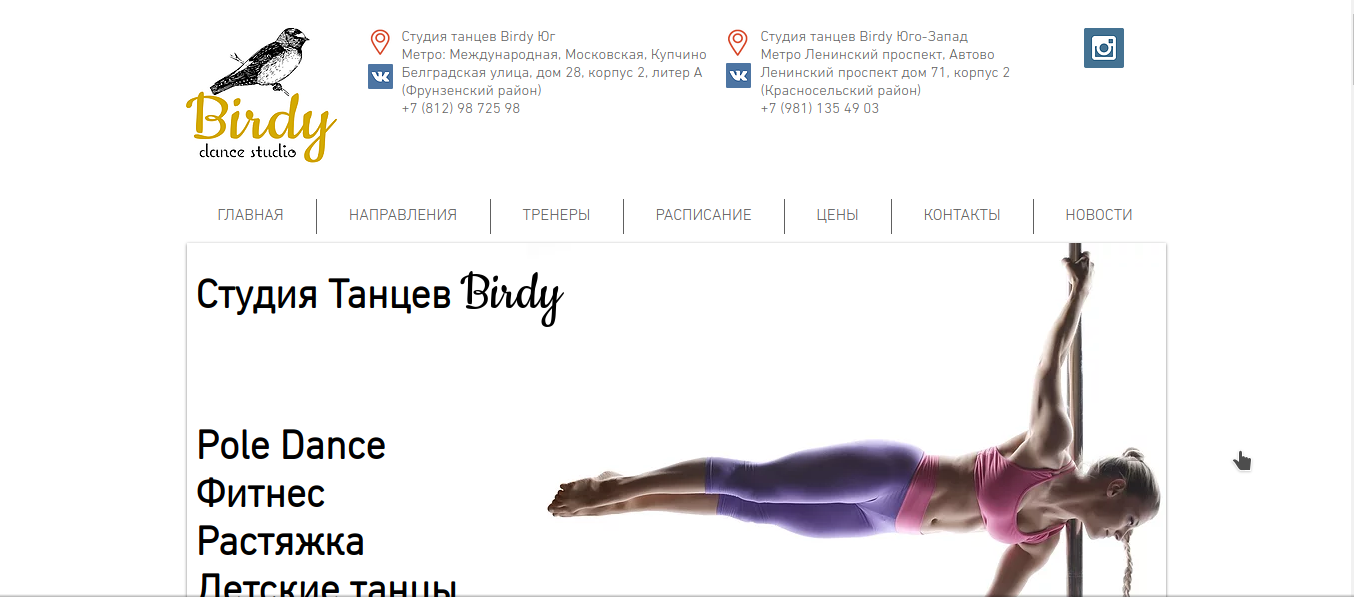 Birdy
dance studio
Студия танцев Birdy Юг
Метро: Международная, Московская, Купчино
Белградская улица, дом 28, корпус 2, литер А
(Фрунзенский район)
+7 (812) 98 725 98
Студия танцев Birdy Юго-Запад
Метро Ленинский проспект, Автово
Ленинский проспект дом 71, корпус 2
(Красносельский район)
+7 (981) 135 49 03
ГЛАВНАЯ
НАПРАВЛЕНИЯ
ТРЕНЕРЫ
РАСПИСАНИЕ
ЦЕНЫ
КОНТАКТЫ
НОВОСТИ
Студия Танцев Birdy
Pole Dance
Фитнес
Растяжка
Детские танцы